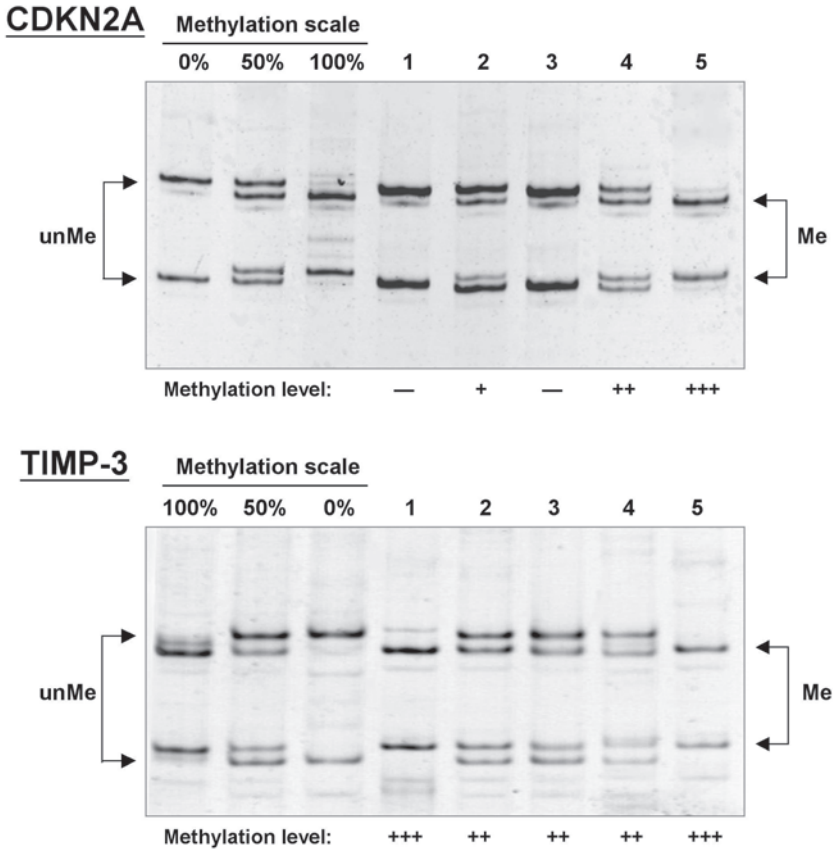 CDKN2A
Methylation scale
0% 50% 100% 1 2 3 4 5
unMe
Me
Methylation level: — + — ++ +++
TIMP-3
Methylation scale
100% 50% 0% 1 2 3 4 5
unMe
Me
Methylation level: +++ ++ ++ ++ +++